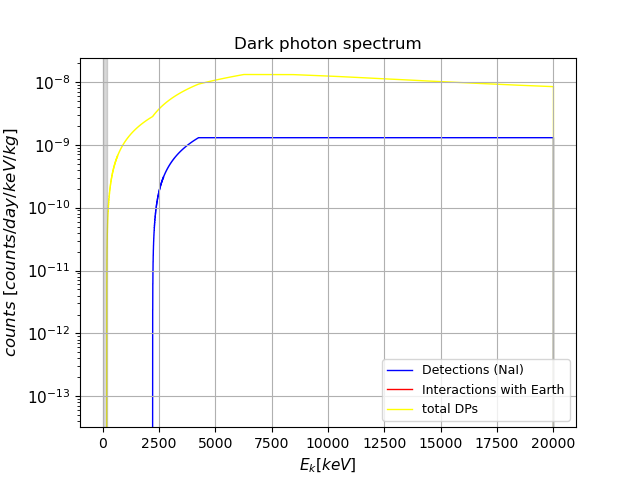 Dark photon spectrum
counts [counts/day/keV/kg]
10⁻⁸
10⁻⁹
10⁻¹⁰
10⁻¹¹
10⁻¹²
10⁻¹³
Detections (NaI)
Interactions with Earth
total DPs
0 2500 5000 7500 10000 12500 15000 17500 20000
Eₖ[keV]